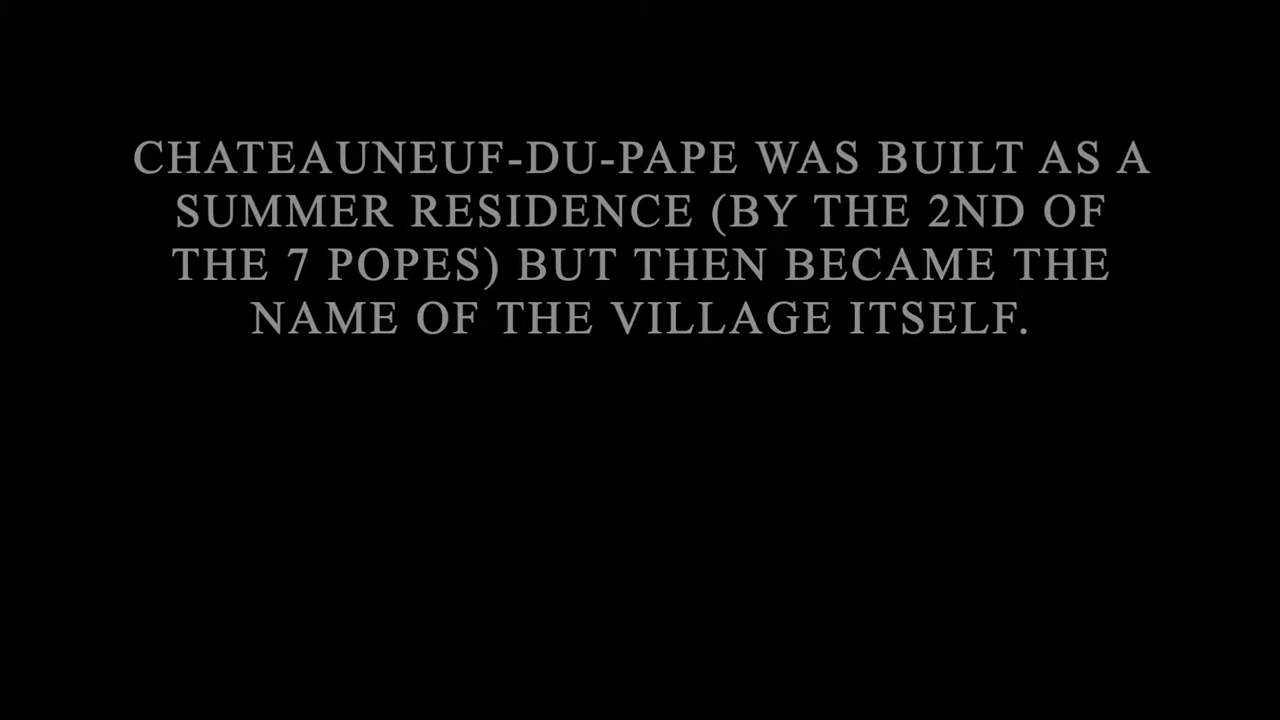 CHATEAUNEUF-DU-PAPE WAS BUILT AS A
SUMMER RESIDENCE (BY THE 2ND OF
THE 7 POPES) BUT THEN BECAME THE
NAME OF THE VILLAGE ITSELF.